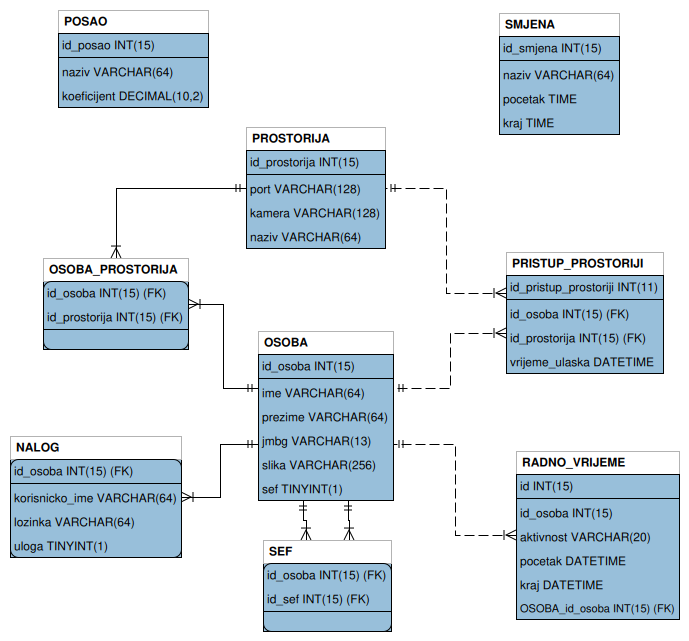 POSAO
id_posao INT(15)
naziv VARCHAR(64)
koeficijent DECIMAL(10,2)
SMJENA
id_smjena INT(15)
naziv VARCHAR(64)
pocetak TIME
kraj TIME
PROSTORIJA
id_prostorija INT(15)
port VARCHAR(128)
kamera VARCHAR(128)
naziv VARCHAR(64)
OSOBA_PROSTORIJA
id_osoba INT(15) (FK)
id_prostorija INT(15) (FK)
PRISTUP_PROSTORIJI
id_pristup_prostoriji INT(11)
id_osoba INT(15) (FK)
id_prostorija INT(15) (FK)
vrijeme_ulaska DATETIME
OSOBA
id_osoba INT(15)
ime VARCHAR(64)
prezime VARCHAR(64)
jmbg VARCHAR(13)
slika VARCHAR(256)
sef TINYINT(1)
NALOG
id_osoba INT(15) (FK)
korisnicko_ime VARCHAR(64)
lozinka VARCHAR(64)
uloga TINYINT(1)
RADNO_VRIJEME
id INT(15)
id_osoba INT(15)
aktivnost VARCHAR(20)
pocetak DATETIME
kraj DATETIME
OSOBA_id_osoba INT(15) (FK)
SEF
id_osoba INT(15) (FK)
id_sef INT(15) (FK)